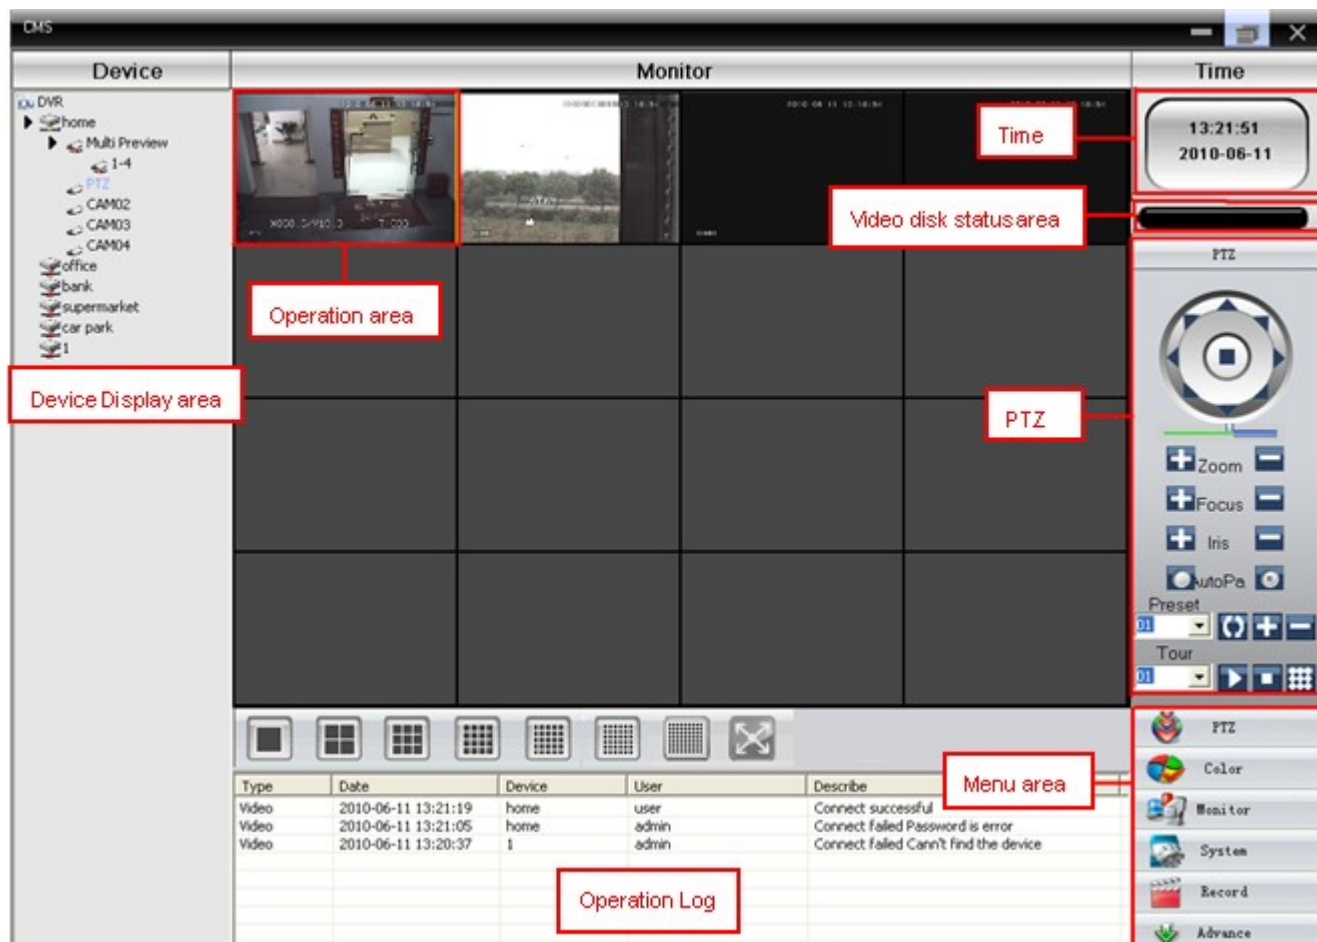 CMS
Device
Monitor
Time
DVR
home
Multi Preview
1-4
PTZ
CAM02
CAM03
CAM04
office
bank
supermarket
car park
1
Device Display area
Operation area
Time
Video disk status area
PTZ
13:21:51
2010-06-11
PTZ
Zoom
Focus
Iris
AutoPa
Preset
01
Tour
01
Type Date Device User Describe
Video 2010-06-11 13:21:19 home user Connect successful
Video 2010-06-11 13:21:05 home admin Connect failed Password is error
Video 2010-06-11 13:20:37 1 admin Connect failed Cann't find the device
Operation Log
Menu area
PTZ
Color
Monitor
System
Record
Advance